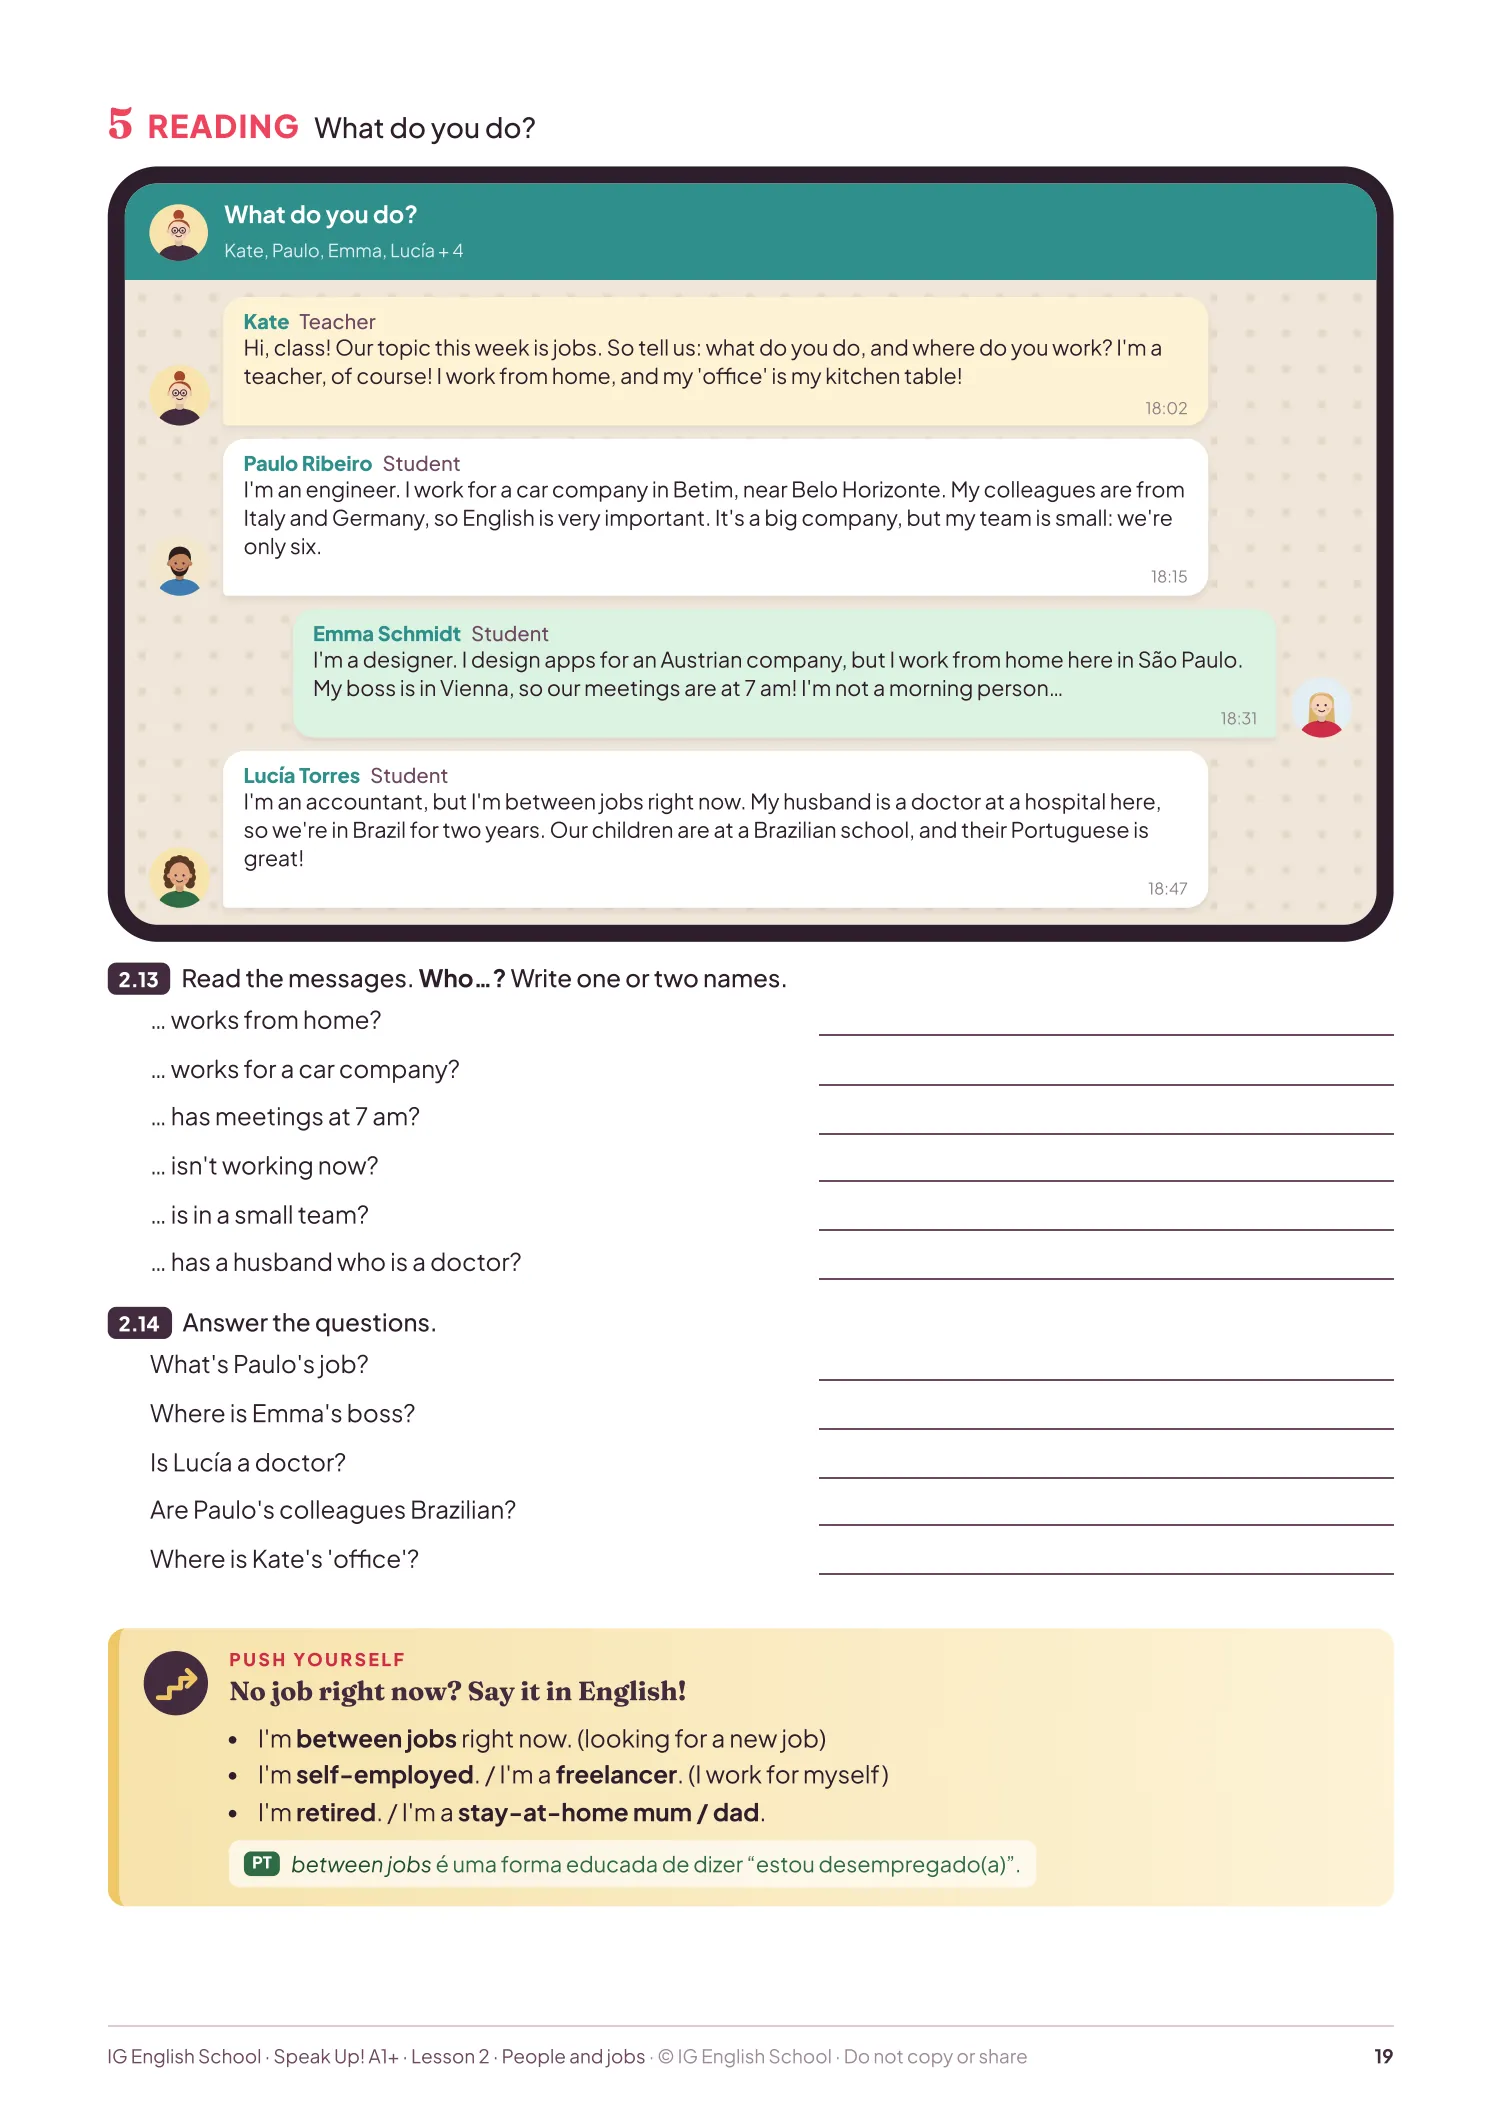 5 READING What do you do?
What do you do?
Kate, Paulo, Emma, Lucía + 4
Kate Teacher
Hi, class! Our topic this week is jobs. So tell us: what do you do, and where do you work? I'm a
teacher, of course! I work from home, and my 'office' is my kitchen table!
18:02
Paulo Ribeiro Student
I'm an engineer. I work for a car company in Betim, near Belo Horizonte. My colleagues are from
Italy and Germany, so English is very important. It's a big company, but my team is small: we're
only six.
18:15
Emma Schmidt Student
I'm a designer. I design apps for an Austrian company, but I work from home here in São Paulo.
My boss is in Vienna, so our meetings are at 7 am! I'm not a morning person…
18:31
Lucía Torres Student
I'm an accountant, but I'm between jobs right now. My husband is a doctor at a hospital here,
so we're in Brazil for two years. Our children are at a Brazilian school, and their Portuguese is
great!
18:47
2.13 Read the messages. Who…? Write one or two names.
… works from home?
… works for a car company?
… has meetings at 7 am?
… isn't working now?
… is in a small team?
… has a husband who is a doctor?
2.14 Answer the questions.
What's Paulo's job?
Where is Emma's boss?
Is Lucía a doctor?
Are Paulo's colleagues Brazilian?
Where is Kate's 'office'?
PUSH YOURSELF
No job right now? Say it in English!
• I'm between jobs right now. (looking for a new job)
• I'm self-employed. / I'm a freelancer. (I work for myself)
• I'm retired. / I'm a stay-at-home mum / dad.
PT between jobs é uma forma educada de dizer “estou desempregado(a)”.
IG English School · Speak Up! A1+ · Lesson 2 · People and jobs · © IG English School · Do not copy or share
19